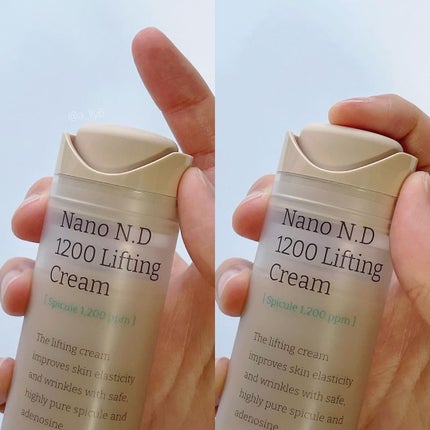 @a_llyb
Nano N.D
1200 Lifting
Cream
[ Spicule 1,200 ppm ]
The lifting cream
improves skin elasticity
and wrinkles with safe,
highly pure spicule and
adenosine
Nano N.D
1200 Lifting
Cream
[ Spicule 1,200 ppm ]
The lifting cream
improves skin elasticity
and wrinkles with safe,
highly pure spicule and
adenosine